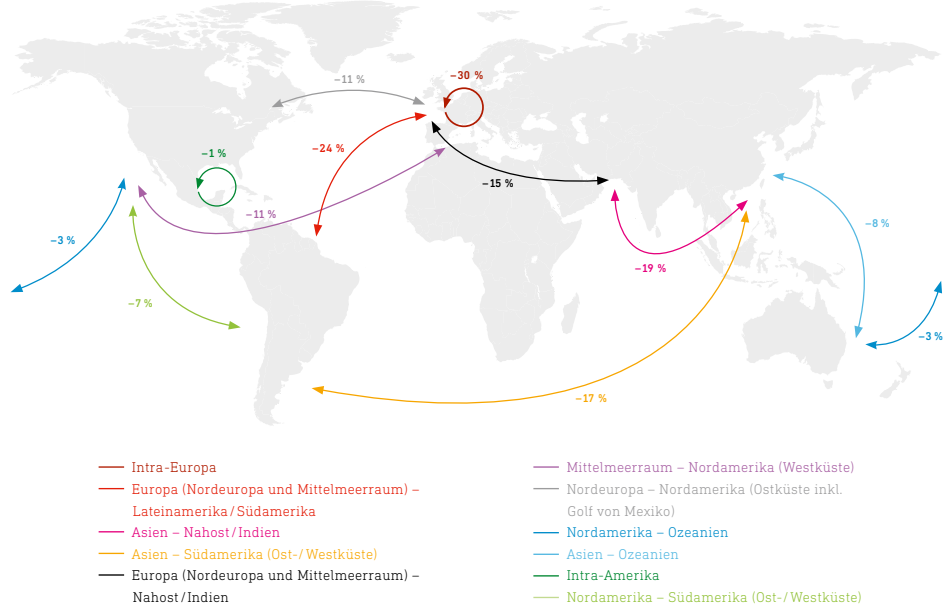 –30 %
–11 %
–24 %
–1 %
–15 %
–11 %
–3 %
–8 %
–19 %
–7 %
–3 %
–17 %
Intra-Europa
Europa (Nordeuropa und Mittelmeerraum) –
Lateinamerika / Südamerika
Asien – Nahost / Indien
Asien – Südamerika (Ost-/ Westküste)
Europa (Nordeuropa und Mittelmeerraum) –
Nahost / Indien
Mittelmeerraum – Nordamerika (Westküste)
Nordeuropa – Nordamerika (Ostküste inkl.
Golf von Mexiko)
Nordamerika – Ozeanien
Asien – Ozeanien
Intra-Amerika
Nordamerika – Südamerika (Ost-/ Westküste)